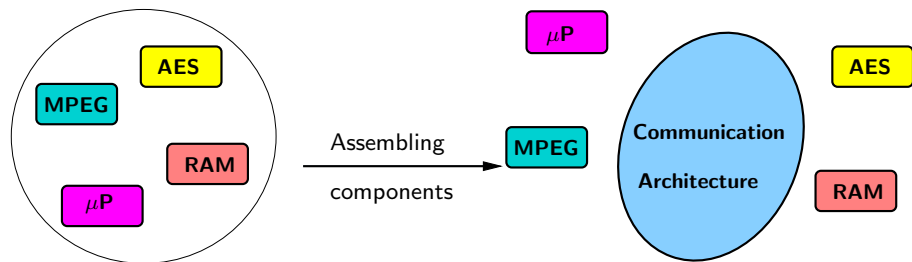 AES
MPEG
RAM
μP
Assembling
components
μP
MPEG
Communication
Architecture
AES
RAM